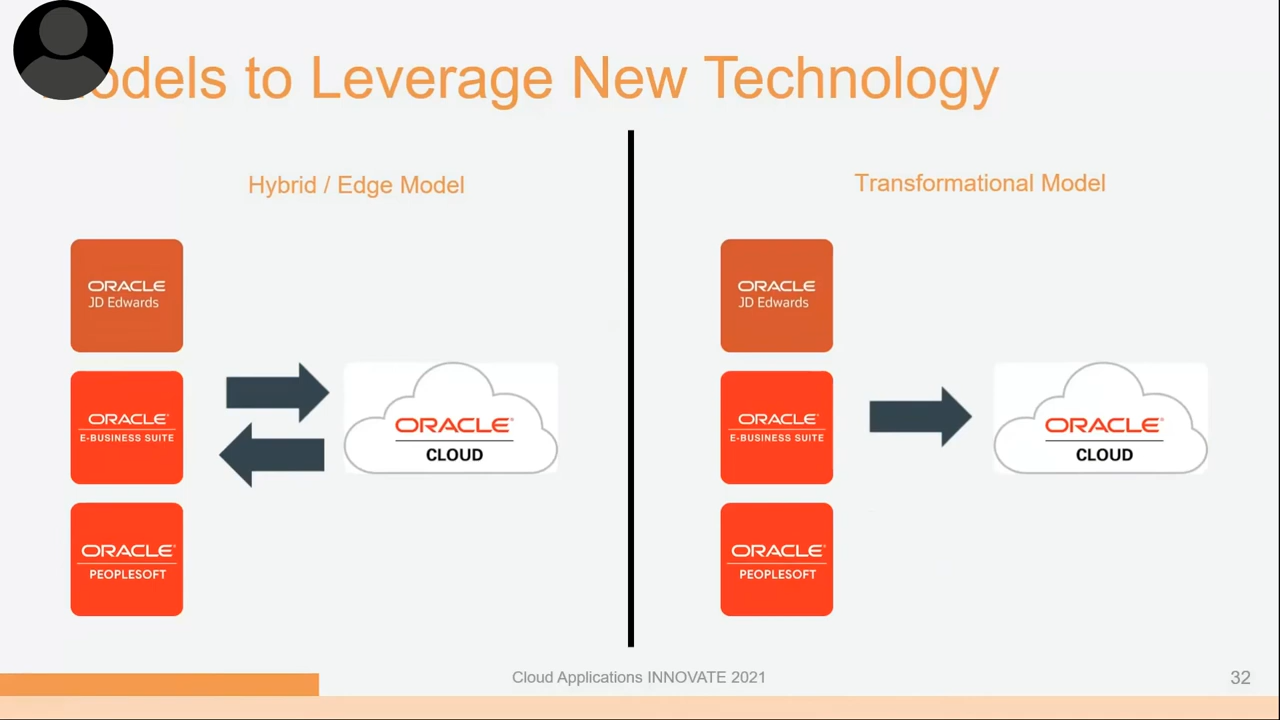 odels to Leverage New Technology
Hybrid / Edge Model
ORACLE
JD Edwards
ORACLE
E-BUSINESS SUITE
ORACLE
PEOPLESOFT
ORACLE
CLOUD
Transformational Model
ORACLE
JD Edwards
ORACLE
E-BUSINESS SUITE
ORACLE
PEOPLESOFT
ORACLE
CLOUD
Cloud Applications INNOVATE 2021
32